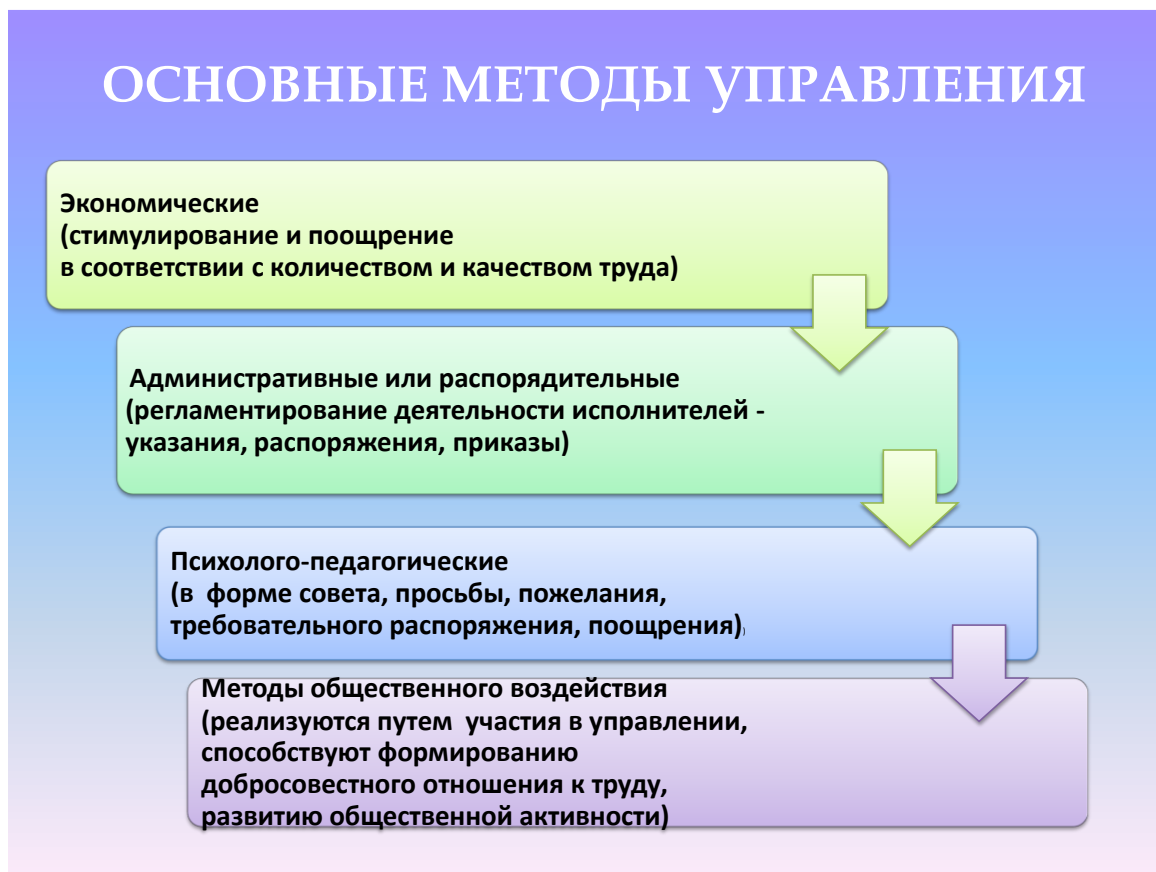 ОСНОВНЫЕ МЕТОДЫ УПРАВЛЕНИЯ
Экономические
(стимулирование и поощрение
в соответствии с количеством и качеством труда)
Административные или распорядительные
(регламентирование деятельности исполнителей -
указания, распоряжения, приказы)
Психолого-педагогические
(в  форме совета, просьбы, пожелания,
требовательного распоряжения, поощрения))
Методы общественного воздействия
(реализуются путем  участия в управлении,
способствуют формированию
добросовестного отношения к труду,
развитию общественной активности)